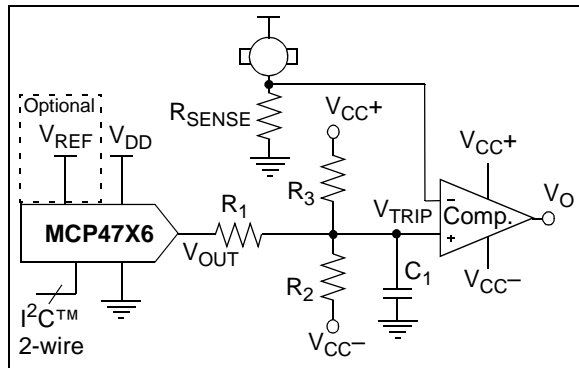 Optional
VREF
VDD
RSENSE
VCC+
R3
VCC+
VO
MCP47X6
R1
VTRIP
Comp.
–
+
VOUT
R2
C1
VCC–
VCC–
I²C™
2-wire